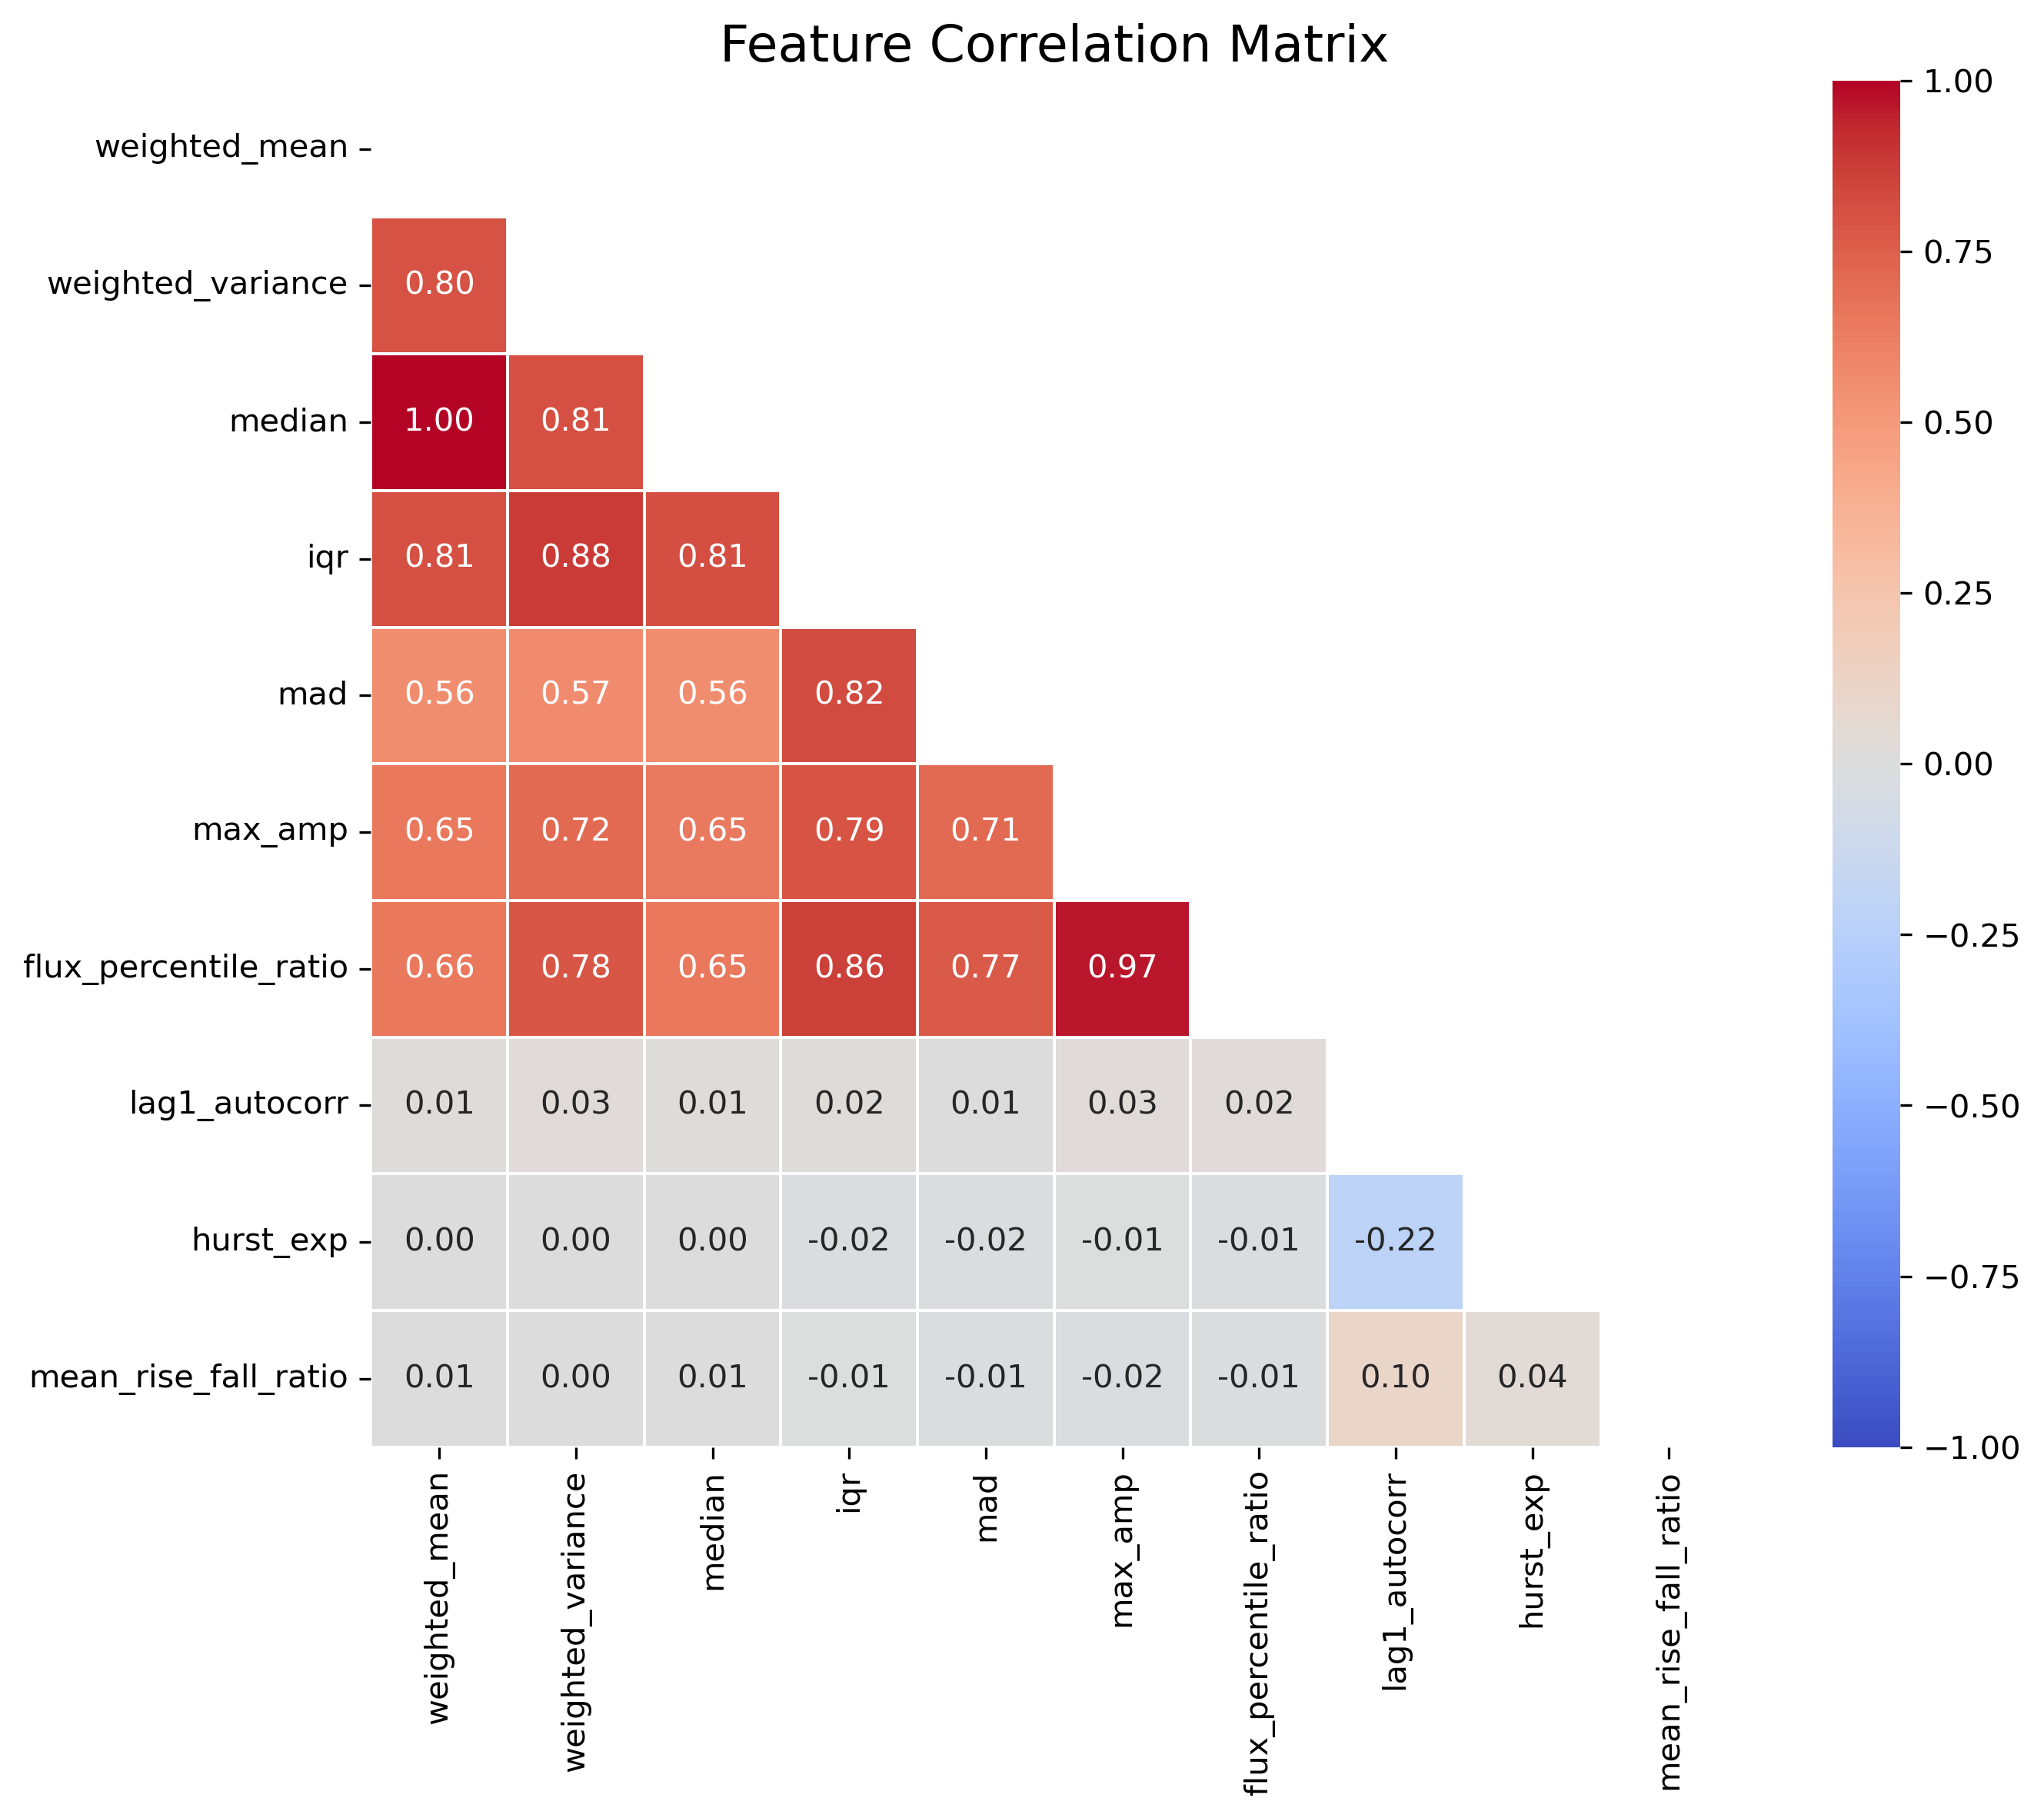 Feature Correlation Matrix
weighted_mean
weighted_variance 0.80
median 1.00 0.81
iqr 0.81 0.88 0.81
mad 0.56 0.57 0.56 0.82
max_amp 0.65 0.72 0.65 0.79 0.71
flux_percentile_ratio 0.66 0.78 0.65 0.86 0.77 0.97
lag1_autocorr 0.01 0.03 0.01 0.02 0.01 0.03 0.02
hurst_exp 0.00 0.00 0.00 -0.02 -0.02 -0.01 -0.01 -0.22
mean_rise_fall_ratio 0.01 0.00 0.01 -0.01 -0.01 -0.02 -0.01 0.10 0.04
weighted_mean
weighted_variance
median
iqr
mad
max_amp
flux_percentile_ratio
lag1_autocorr
hurst_exp
mean_rise_fall_ratio
1.00
0.75
0.50
0.25
0.00
−0.25
−0.50
−0.75
−1.00